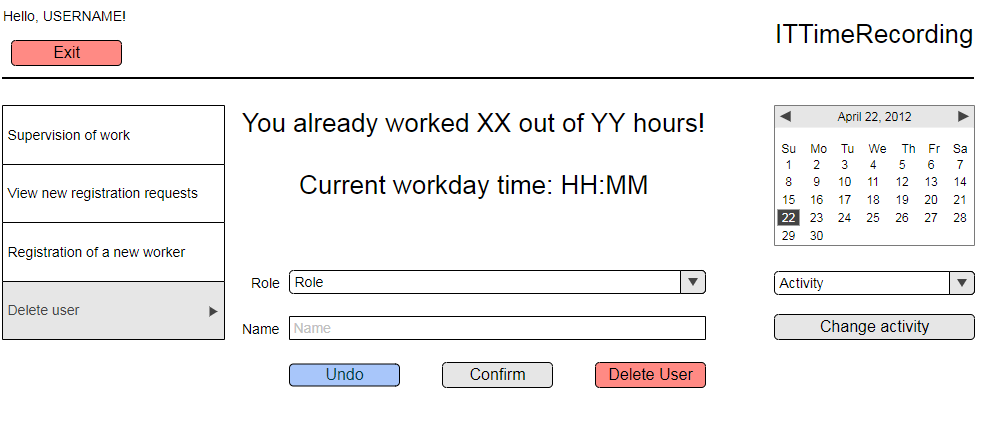 Hello, USERNAME!
Exit
ITTimeRecording
Supervision of work
View new registration requests
Registration of a new worker
Delete user
You already worked XX out of YY hours!
Current workday time: HH:MM
Role Role
Name Name
Undo Confirm Delete User
April 22, 2012
Su Mo Tu We Th Fr Sa
1 2 3 4 5 6 7
8 9 10 11 12 13 14
15 16 17 18 19 20 21
22 23 24 25 26 27 28
29 30
Activity
Change activity